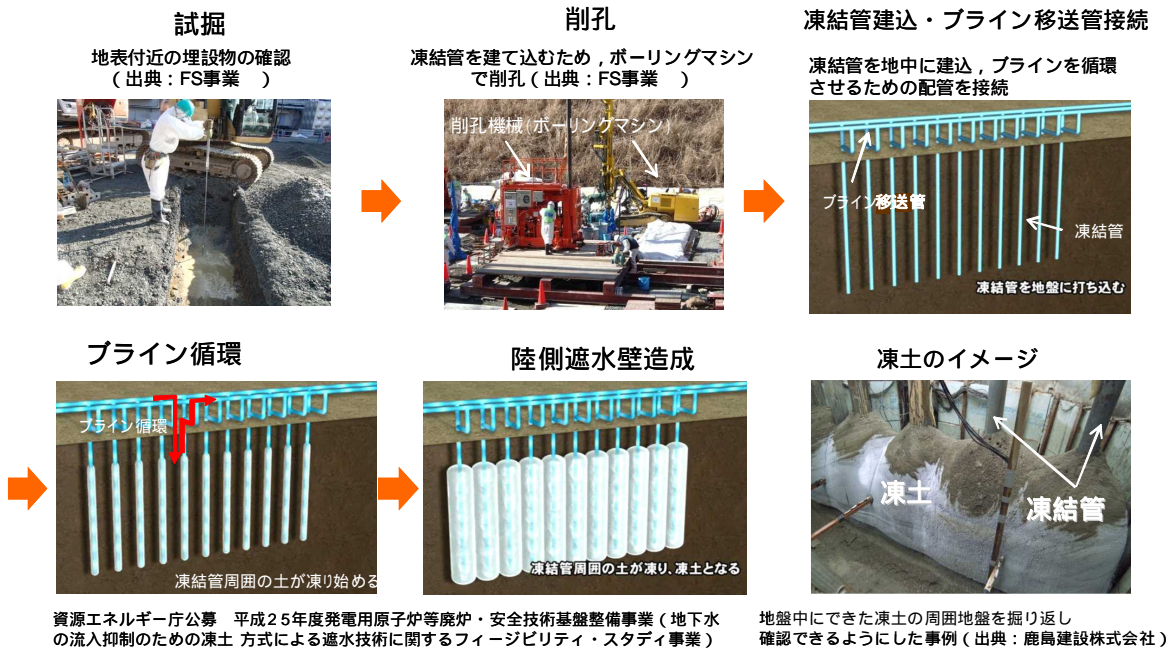 試掘
地表付近の埋設物の確認
(出典:FS事業　)
削孔
凍結管を建て込むため,ボーリングマシン
で削孔(出典:FS事業　)
削孔機械(ボーリングマシン)
凍結管建込・ブライン移送管接続
凍結管を地中に建込,ブラインを循環
させるための配管を接続
ブライン移送管
凍結管
凍結管を地盤に打ち込む
ブライン循環
ブライン循環
凍結管周囲の土が凍り始める
陸側遮水壁造成
凍結管周囲の土が凍り、凍土となる
凍土のイメージ
凍土
凍結管
資源エネルギー庁公募　平成25年度発電用原子炉等廃炉・安全技術基盤整備事業(地下水
の流入抑制のための凍土 方式による遮水技術に関するフィージビリティ・スタディ事業)
地盤中にできた凍土の周囲地盤を掘り返し
確認できるようにした事例(出典:鹿島建設株式会社)